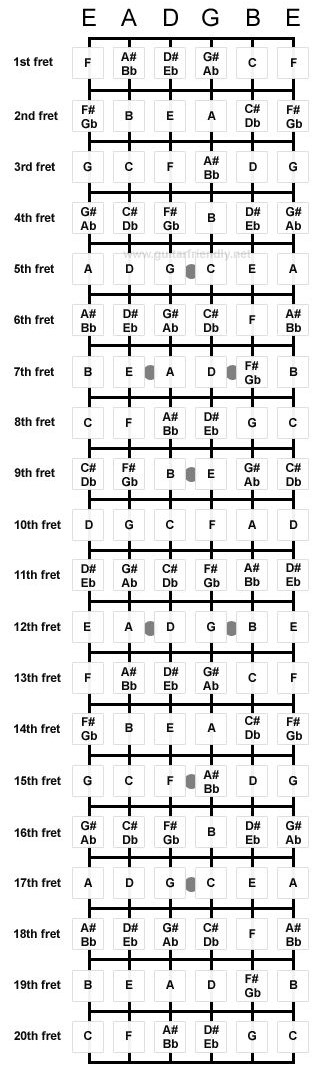 E A D G B E
1st fret F A# Bb D# Eb G# Ab C F
2nd fret F# Gb B E A C# Db F# Gb
3rd fret G C F A# Bb D G
4th fret G# Ab C# Db F# Gb B D# Eb G# Ab
www.guitarfriendly.net
5th fret A D G C E A
6th fret A# Bb D# Eb G# Ab C# Db F A# Bb
7th fret B E A D F# Gb B
8th fret C F A# Bb D# Eb G C
9th fret C# Db F# Gb B E G# Ab C# Db
10th fret D G C F A D
11th fret D# Eb G# Ab C# Db F# Gb A# Bb D# Eb
12th fret E A D G B E
13th fret F A# Bb D# Eb G# Ab C F
14th fret F# Gb B E A C# Db F# Gb
15th fret G C F A# Bb D G
16th fret G# Ab C# Db F# Gb B D# Eb G# Ab
17th fret A D G C E A
18th fret A# Bb D# Eb G# Ab C# Db F A# Bb
19th fret B E A D F# Gb B
20th fret C F A# Bb D# Eb G C